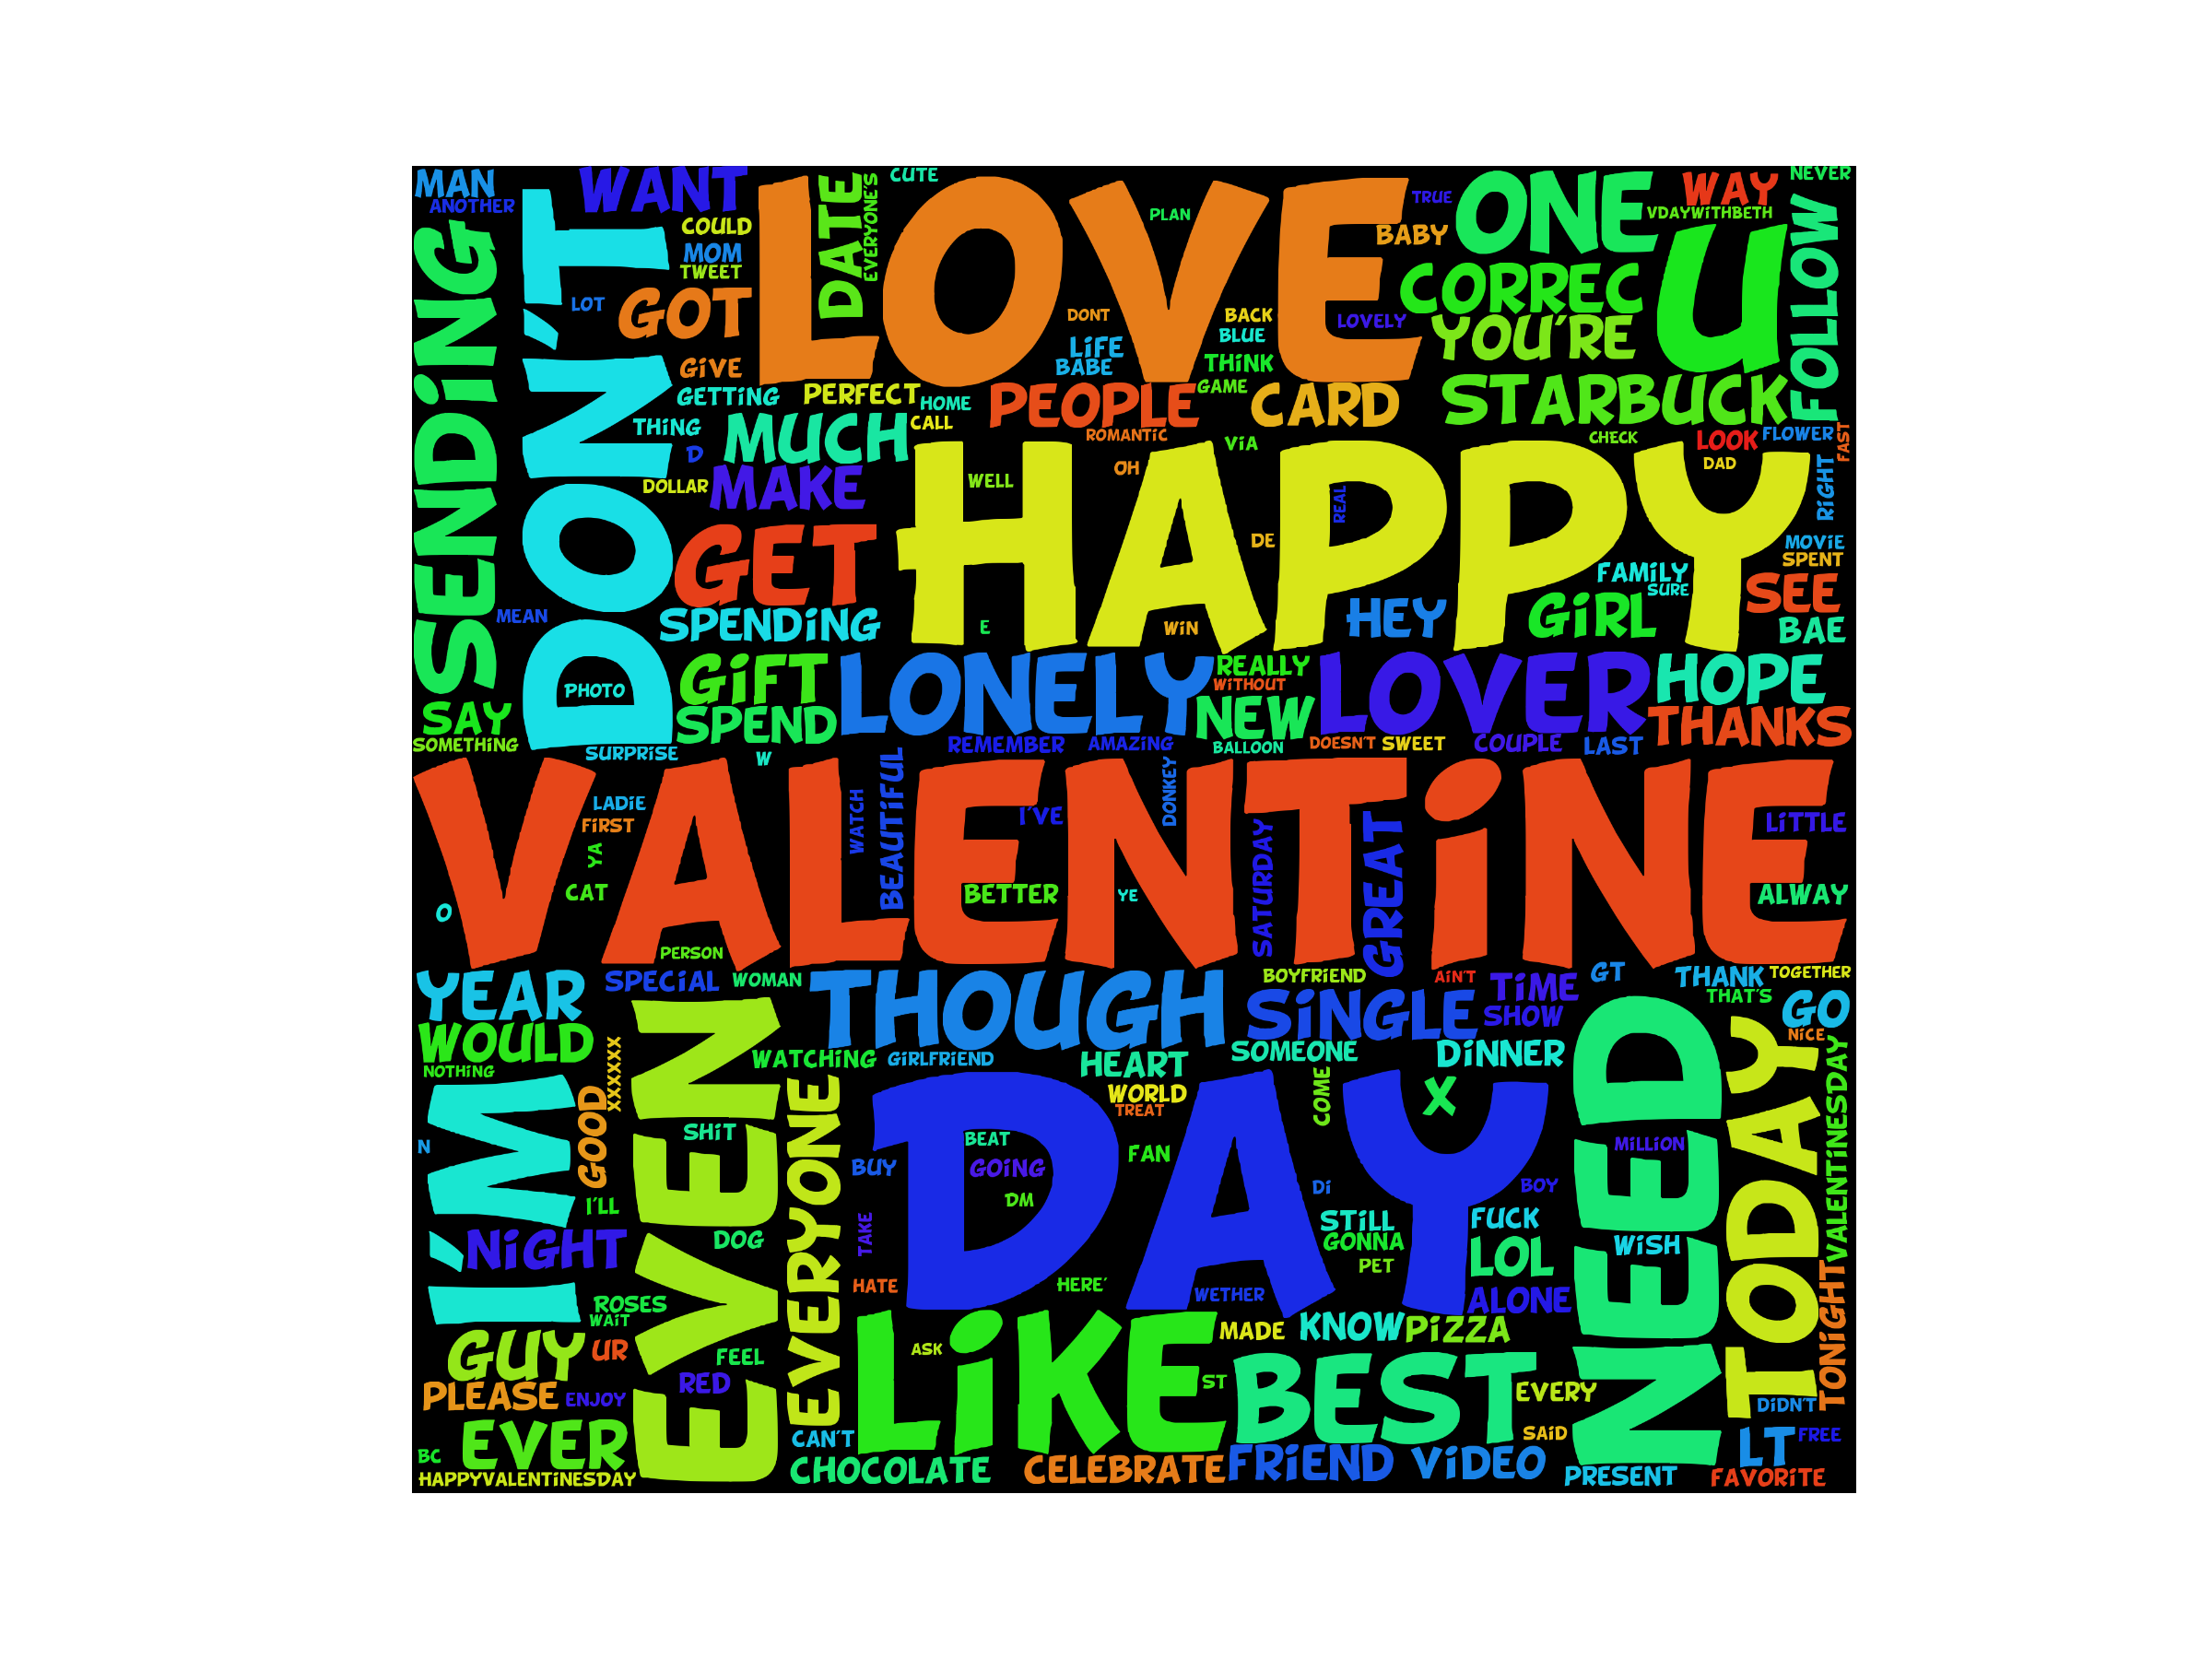 MAN
ANOTHER
WANT
COULD
MOM
TWEET
LOT
GOT
GIVE
GETTING
THING
D
DOLLAR
SENDING
DON'T
LOVE
DATE
EVERYONE'S
CUTE
PLAN
TRUE
BABY
ONE
WAY
NEVER
VDAYWITHBETH
U
FOLLOW
CORREC
YOU'RE
STARBUCK
DONT
BACK
BLUE
LOVELY
LIFE
BABE
THINK
GAME
PERFECT
HOME
CALL
PEOPLE
CARD
ROMANTIC
VIA
CHECK
LOOK
FLOWER
FAST
DAD
RIGHT
MUCH
MAKE
HAPPY
WELL
OH
DE
REAL
E
WIN
GET
SPENDING
MEAN
MOVIE
SPENT
FAMILY
SURE
SEE
HEY
GIRL
BAE
GIFT
SPEND
PHOTO
SAY
SOMETHING
SURPRISE
W
LONELY
REALLY
WITHOUT
NEW
LOVER
HOPE
THANKS
REMEMBER
AMAZING
BALLOON
DOESN'T
SWEET
COUPLE
LAST
VALENTINE
LADIE
FIRST
YA
CAT
O
PERSON
WATCH
BEAUTIFUL
I'VE
BETTER
DONKEY
YE
SATURDAY
GREAT
LITTLE
ALWAY
YEAR
SPECIAL
WOMAN
THOUGH
BOYFRIEND
AIN'T
TIME
GT
THANK
TOGETHER
THAT'S
GO
NICE
WOULD
NOTHING
SINGLE
SHOW
WATCHING
GIRLFRIEND
HEART
SOMEONE
DINNER
WORLD
TREAT
COME
X
I'M
GOOD
XXXXXX
N
I'LL
NIGHT
EVEN
SHIT
DOG
EVERYONE
DAY
BUY
BEAT
GOING
DM
FAN
TAKE
HATE
HERE'
WETHER
DI
BOY
STILL
GONNA
PET
FUCK
LOL
ALONE
NEED
MILLION
WISH
TODAY
VALENTINESDAY
TONIGHT
ROSES
WAIT
GUY
UR
PLEASE
ENJOY
RED
FEEL
EVER
BC
HAPPYVALENTINESDAY
LIKE
ASK
ST
MADE
KNOW
PIZZA
BEST
EVERY
SAID
CAN'T
CHOCOLATE
CELEBRATE
FRIEND
VIDEO
PRESENT
DIDN'T
LT
FREE
FAVORITE